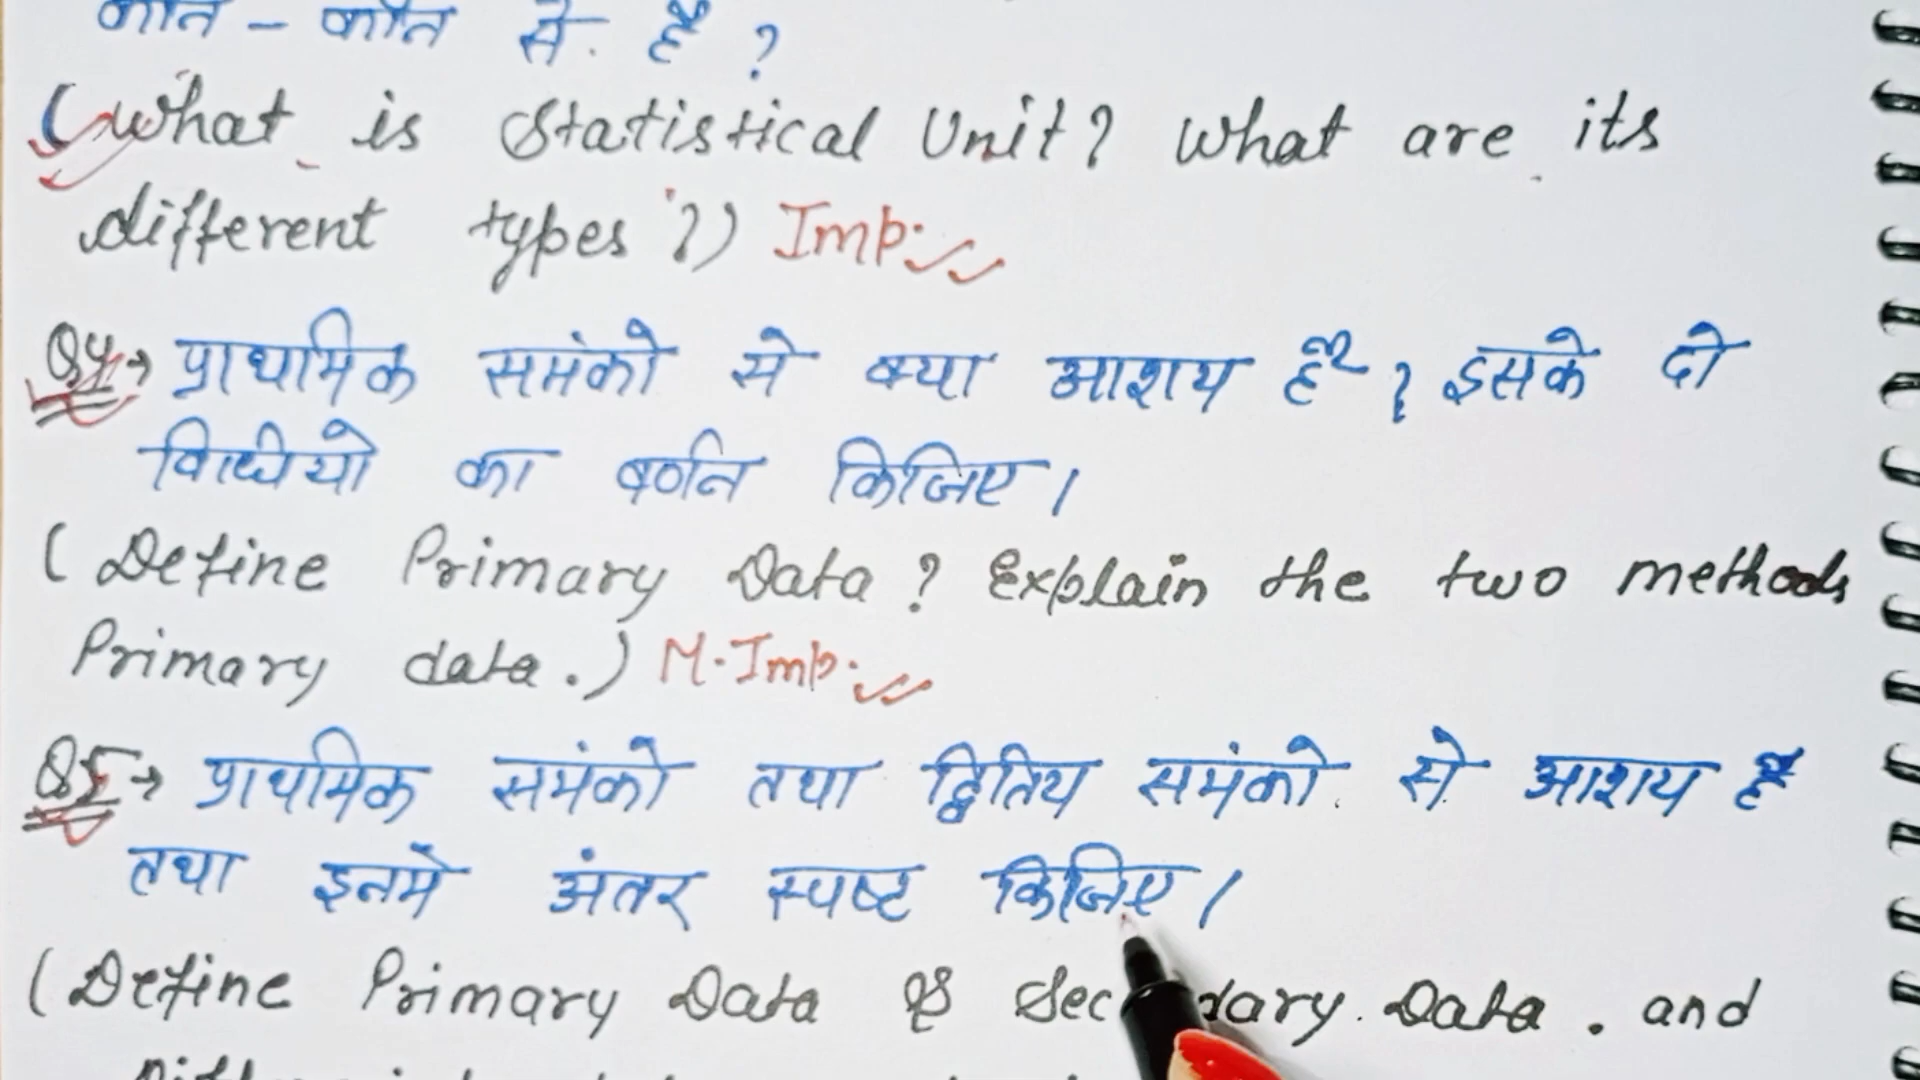 कौन - कौन से है ?
(What is Statistical Unit? What are its
different types ?) Imp.
Q4→ प्राथमिक समंको से क्या आशय है ? इसके दो
विधियो का वर्णन किजिए।
(Define Primary Data ? Explain the two methods
Primary data.) M.Imp.
Q5→ प्राथमिक समंको तथा द्वितिय समंको से आशय है
तथा इनमे अंतर स्पष्ट किजिए।
(Define Primary Data & Data . and